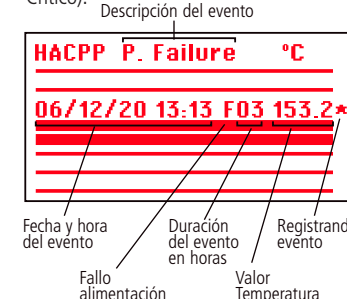 Crítico).
Descripción del evento
HACPP P. Failure ºC
06/12/20 13:13 F03 153.2*
Fecha y hora
del evento
Duración
del evento
en horas
Registrand
evento
Fallo
alimentación
Valor
Temperatura